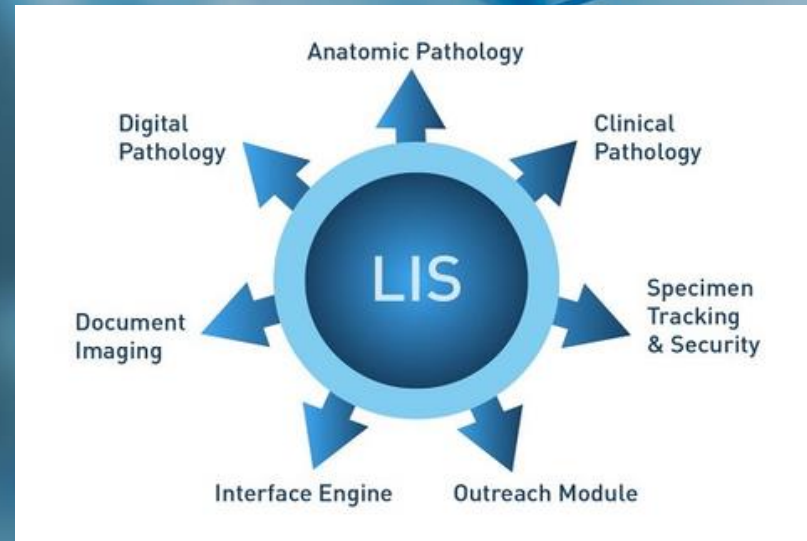 Anatomic Pathology
Digital
Pathology
Clinical
Pathology
LIS
Document
Imaging
Specimen
Tracking
& Security
Interface Engine
Outreach Module